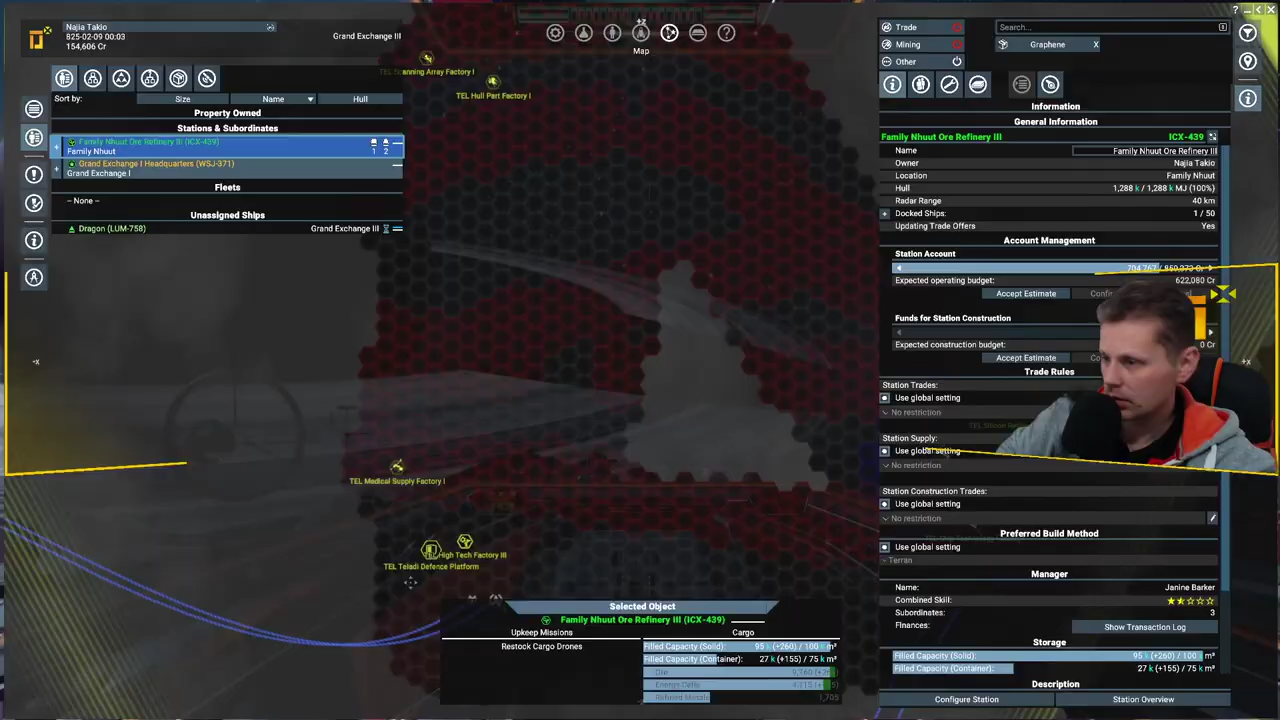 Najia Takio
825-02-09 00:03
154,606 Cr
Grand Exchange III
+z
Map
Sort by:
Size
Name
Hull
Property Owned
Stations & Subordinates
Family Nhuut Ore Refinery III (ICX-439)
Family Nhuut
1 2
Grand Exchange I Headquarters (WSJ-371)
Grand Exchange I
Fleets
-- None --
Unassigned Ships
Dragon (LUM-758)
Grand Exchange III
TEL Scanning Array Factory I
TEL Hull Part Factory I
-x
TEL Medical Supply Factory I
TEL High Tech Factory III
TEL Teladi Defence Platform
Selected Object
Family Nhuut Ore Refinery III (ICX-439)
Upkeep Missions
Cargo
Restock Cargo Drones
Filled Capacity (Solid): 95 k (+260) / 100 k m³
Filled Capacity (Container): 27 k (+155) / 75 k m³
Ore
Energy Cells
Refined Metals
1,705
Trade
Mining
Other
Search...
Graphene
X
Information
General Information
Family Nhuut Ore Refinery III
ICX-439
Name
Family Nhuut Ore Refinery III
Owner
Najia Takio
Location
Family Nhuut
Hull
1,288 k / 1,288 k MJ (100%)
Radar Range
40 km
Docked Ships:
1 / 50
Updating Trade Offers
Yes
Account Management
Station Account
Expected operating budget:
622,080 Cr
Accept Estimate
Funds for Station Construction
Expected construction budget:
0 Cr
Accept Estimate
Trade Rules
Station Trades:
Use global setting
No restriction
Station Supply:
Use global setting
No restriction
Station Construction Trades:
Use global setting
No restriction
Preferred Build Method
Use global setting
Terran
Manager
Name:
Janine Barker
Combined Skill:
Subordinates:
3
Finances:
Show Transaction Log
Storage
Filled Capacity (Solid):
95 k (+260) / 100 k m³
Filled Capacity (Container):
27 k (+155) / 75 k m³
Description
Configure Station
Station Overview
+x